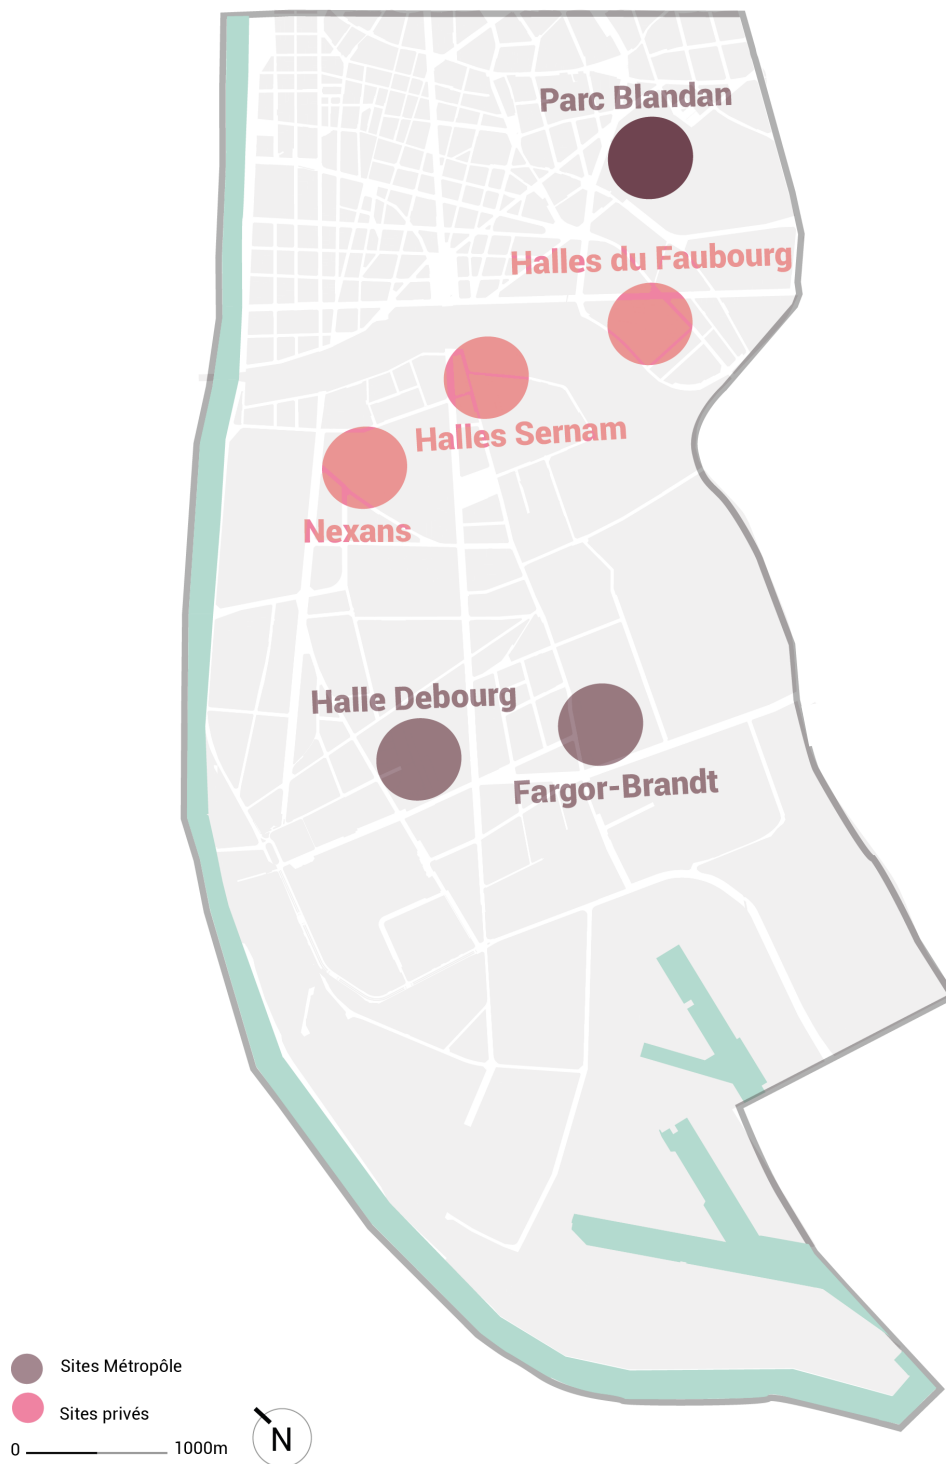 Parc Blandan
Halles du Faubourg
Halles Sernam
Nexans
Halle Debourg
Fargor-Brandt
Sites Métropôle
Sites privés
0 1000m
N